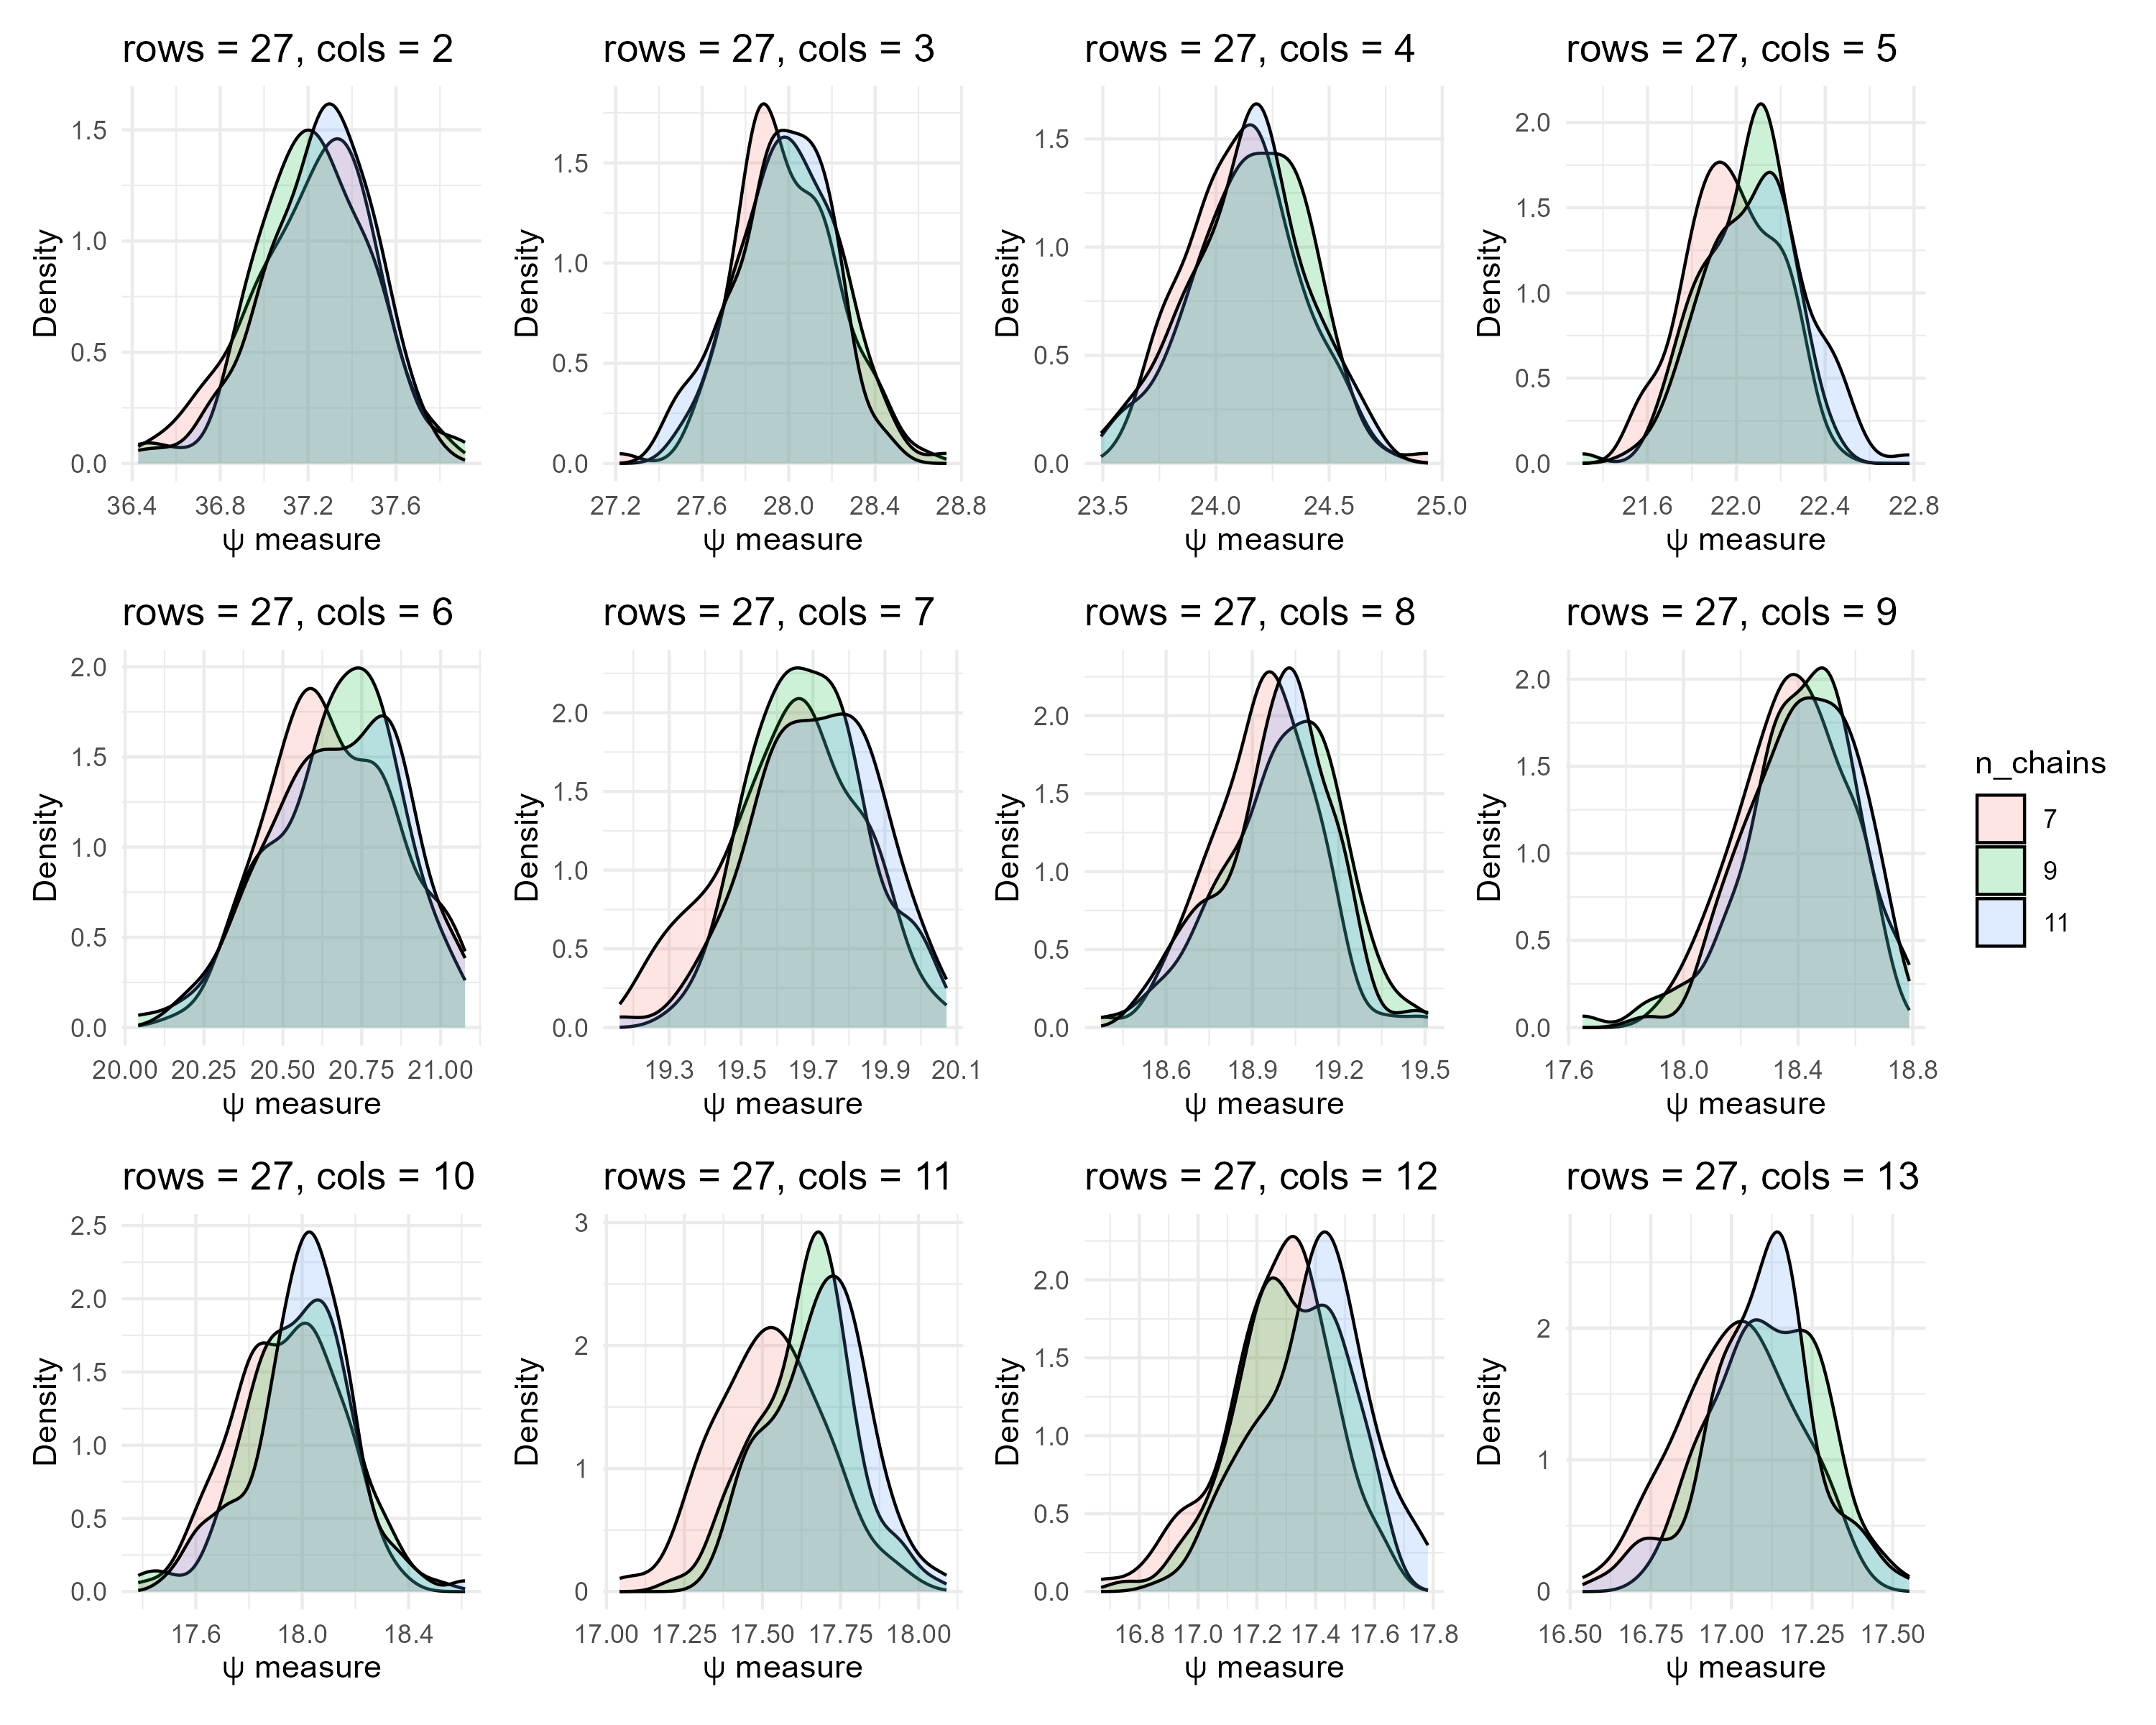 rows = 27, cols = 2
rows = 27, cols = 3
rows = 27, cols = 4
rows = 27, cols = 5
Density
1.5
1.0
0.5
0.0
36.4 36.8 37.2 37.6
ψ measure
Density
1.5
1.0
0.5
0.0
27.2 27.6 28.0 28.4 28.8
ψ measure
Density
1.5
1.0
0.5
0.0
23.5 24.0 24.5 25.0
ψ measure
Density
2.0
1.5
1.0
0.5
0.0
21.6 22.0 22.4 22.8
ψ measure
rows = 27, cols = 6
rows = 27, cols = 7
rows = 27, cols = 8
rows = 27, cols = 9
Density
2.0
1.5
1.0
0.5
0.0
20.00 20.25 20.50 20.75 21.00
ψ measure
Density
2.0
1.5
1.0
0.5
0.0
19.3 19.5 19.7 19.9 20.1
ψ measure
Density
2.0
1.5
1.0
0.5
0.0
18.6 18.9 19.2 19.5
ψ measure
Density
2.0
1.5
1.0
0.5
0.0
17.6 18.0 18.4 18.8
ψ measure
n_chains
7
9
11
rows = 27, cols = 10
rows = 27, cols = 11
rows = 27, cols = 12
rows = 27, cols = 13
Density
2.5
2.0
1.5
1.0
0.5
0.0
17.6 18.0 18.4
ψ measure
Density
3
2
1
0
17.00 17.25 17.50 17.75 18.00
ψ measure
Density
2.0
1.5
1.0
0.5
0.0
16.8 17.0 17.2 17.4 17.6 17.8
ψ measure
Density
2
1
0
16.50 16.75 17.00 17.25 17.50
ψ measure